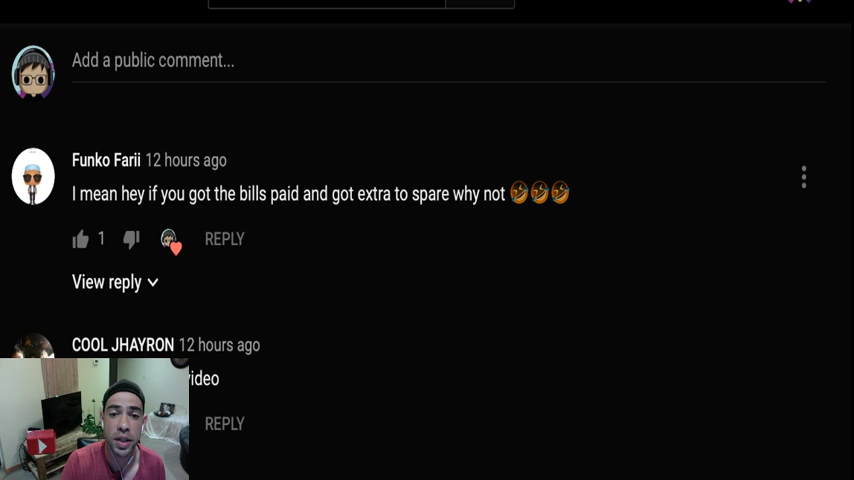 Add a public comment...
Funko Farii 12 hours ago
I mean hey if you got the bills paid and got extra to spare why not 🤣🤣🤣
1 REPLY
View reply
COOL JHAYRON 12 hours ago
video
REPLY